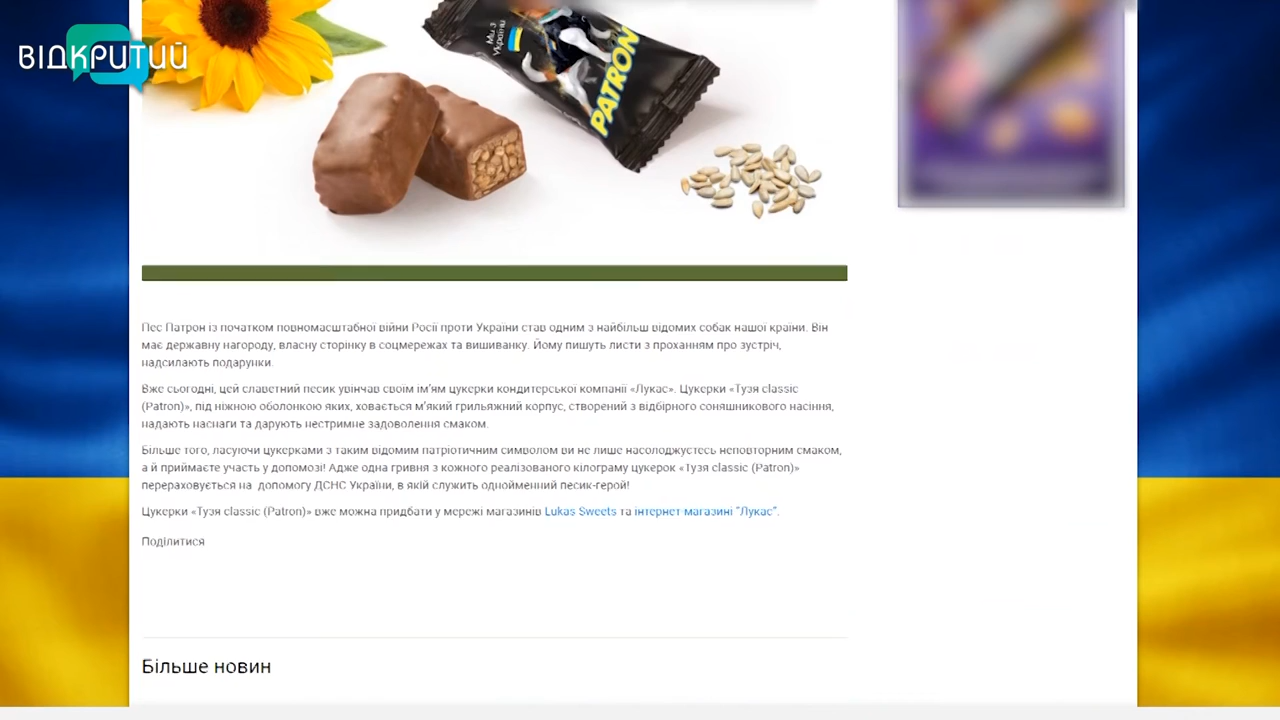 ВІДКРИТИЙ
Ми з
України
PATRON
Пес Патрон із початком повномасштабної війни Росії проти України став одним з найбільш відомих собак нашої країни. Він
має державну нагороду, власну сторінку в соцмережах та вишиванку. Йому пишуть листи з проханням про зустріч,
надсилають подарунки.
Вже сьогодні, цей славетний песик увінчав своїм ім’ям цукерки кондитерської компанії «Лукас». Цукерки «Тузя classic
(Patron)», під ніжною оболонкою яких, ховається м’який грильяжний корпус, створений з відбірного соняшникового насіння,
надають наснаги та дарують нестримне задоволення смаком.
Більше того, ласуючи цукерками з таким відомим патріотичним символом ви не лише насолоджуєтесь неповторним смаком,
а й приймаєте участь у допомозі! Адже одна гривня з кожного реалізованого кілограму цукерок «Тузя classic (Patron)»
перераховується на допомогу ДСНС України, в якій служить однойменний песик-герой!
Цукерки «Тузя classic (Patron)» вже можна придбати у мережі магазинів Lukas Sweets та інтернет-магазині “Лукас”.
Поділитися
Більше новин